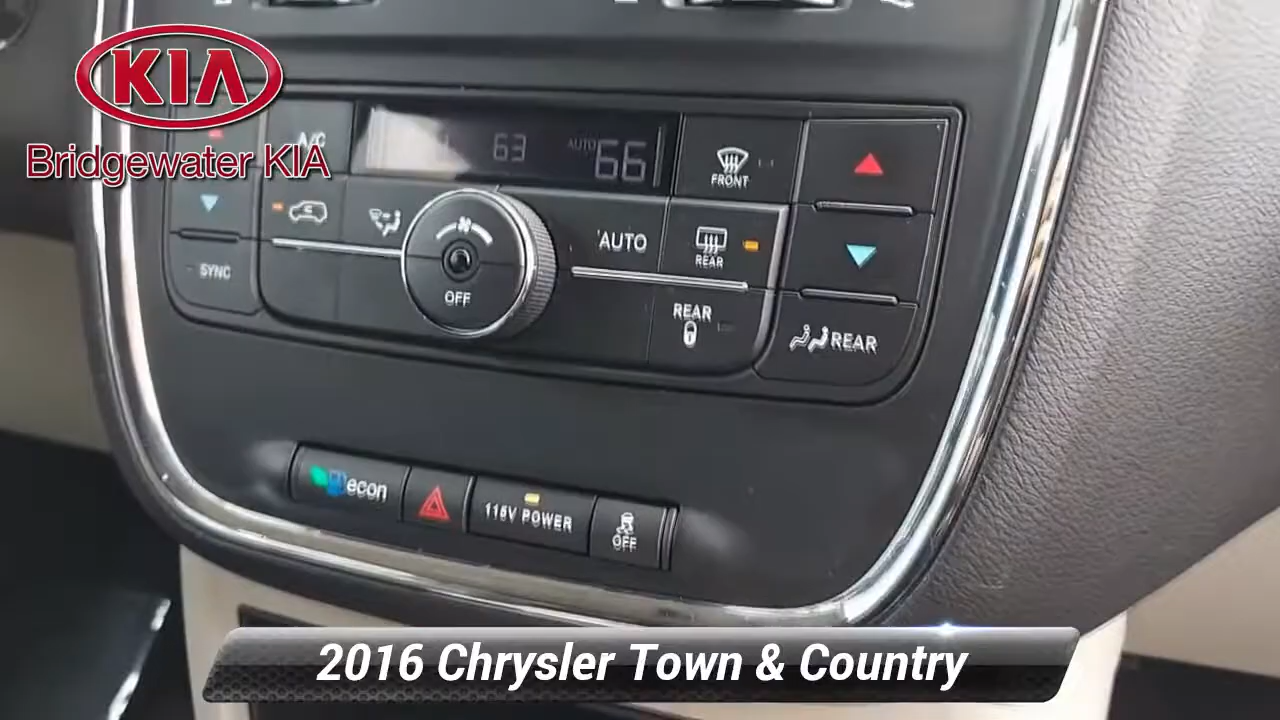 KIA
Bridgewater KIA
A/C
63
AUTO
66
FRONT
AUTO
REAR
SYNC
OFF
REAR
REAR
econ
115V POWER
OFF
2016 Chrysler Town & Country